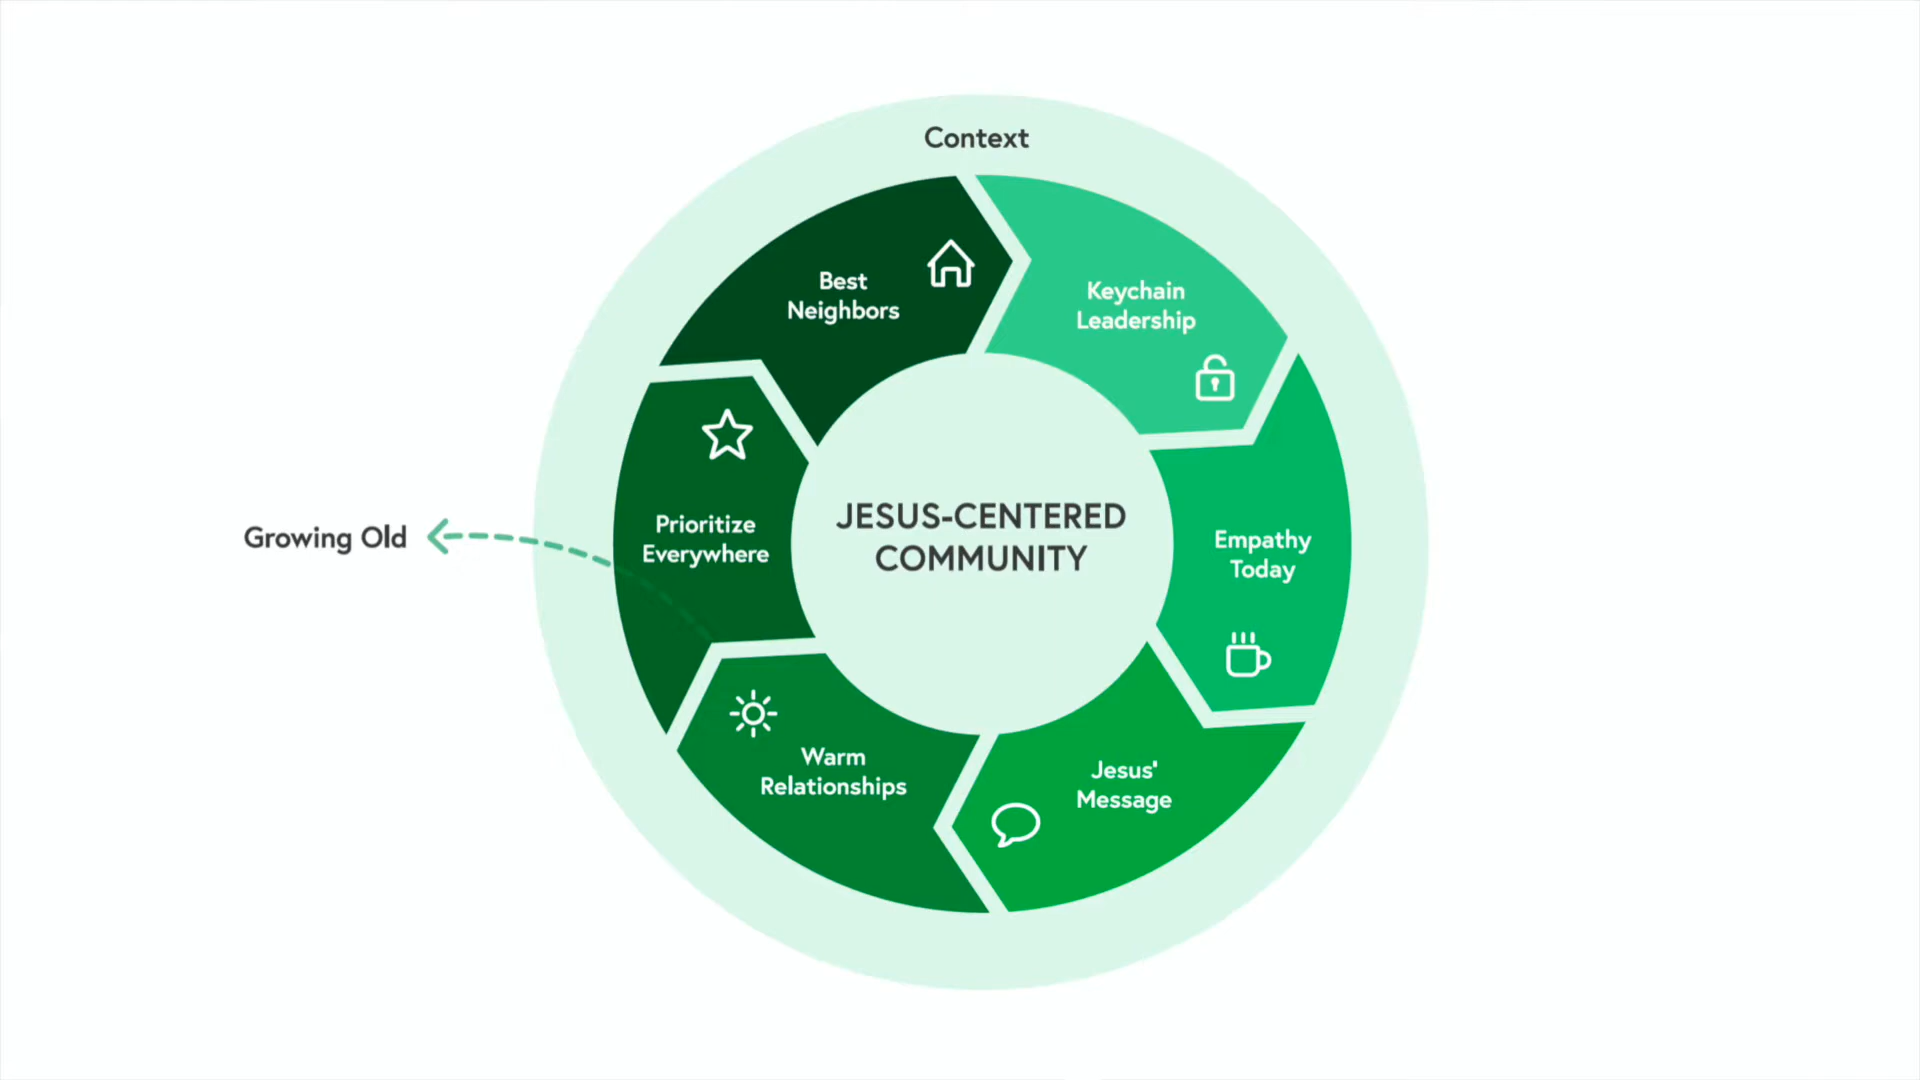 Context
Best
Neighbors
Keychain
Leadership
Prioritize
Everywhere
JESUS-CENTERED
COMMUNITY
Empathy
Today
Growing Old
Warm
Relationships
Jesus'
Message